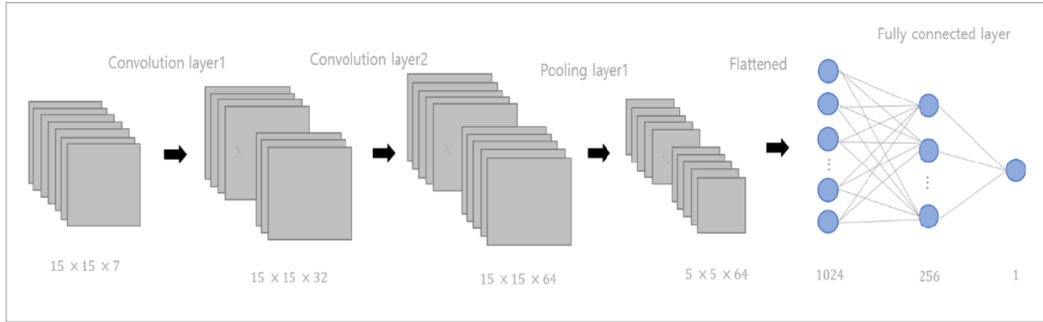 Fully connected layer
Convolution layer1
Convolution layer2
Pooling layer1
Flattened
15 × 15 × 7
15 × 15 × 32
15 × 15 × 64
5 × 5 × 64
1024
256
1